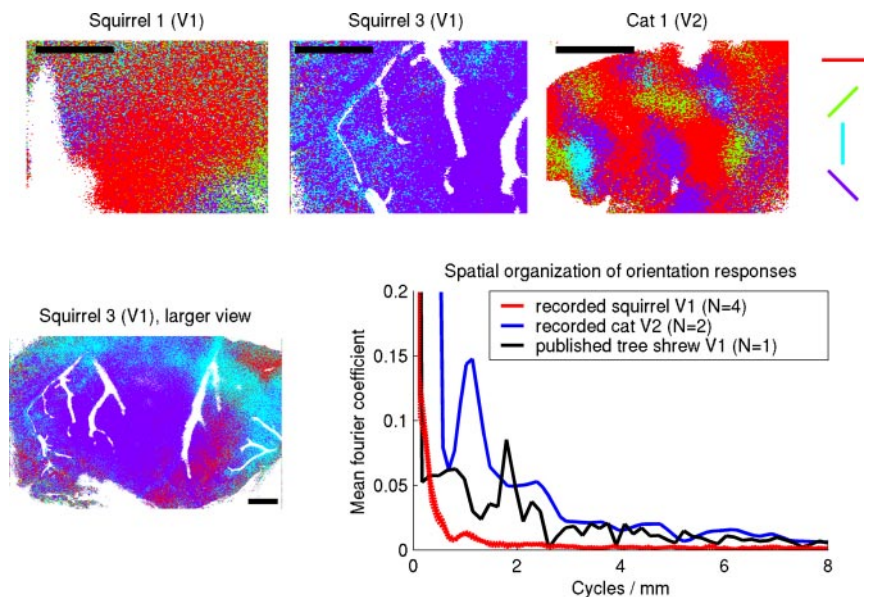 Squirrel 1 (V1)
Squirrel 3 (V1)
Cat 1 (V2)
Squirrel 3 (V1), larger view
Spatial organization of orientation responses
recorded squirrel V1 (N=4)
recorded cat V2 (N=2)
published tree shrew V1 (N=1)
Mean fourier coefficient
0.2
0.15
0.1
0.05
0
0 2 4 6 8
Cycles / mm